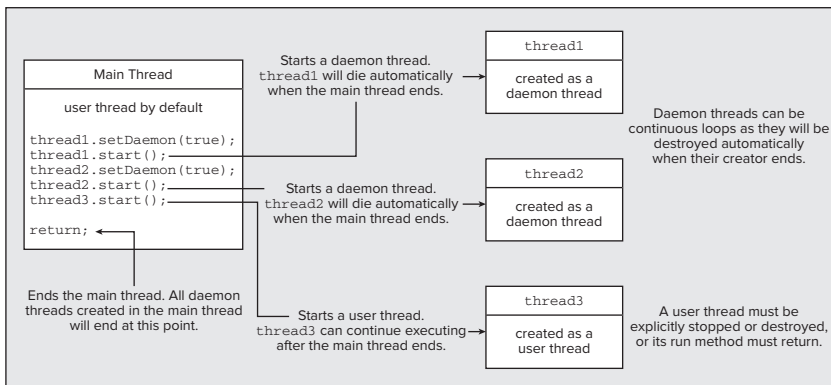 Main Thread
user thread by default
thread1.setDaemon(true);
thread1.start();
thread2.setDaemon(true);
thread2.start();
thread3.start();
return;
Ends the main thread. All daemon
threads created in the main thread
will end at this point.
Starts a daemon thread.
thread1 will die automatically
when the main thread ends.
thread1
created as a
daemon thread
Daemon threads can be
continuous loops as they will be
destroyed automatically
when their creator ends.
Starts a daemon thread.
thread2 will die automatically
when the main thread ends.
thread2
created as a
daemon thread
Starts a user thread.
thread3 can continue executing
after the main thread ends.
thread3
created as a
user thread
A user thread must be
explicitly stopped or destroyed,
or its run method must return.